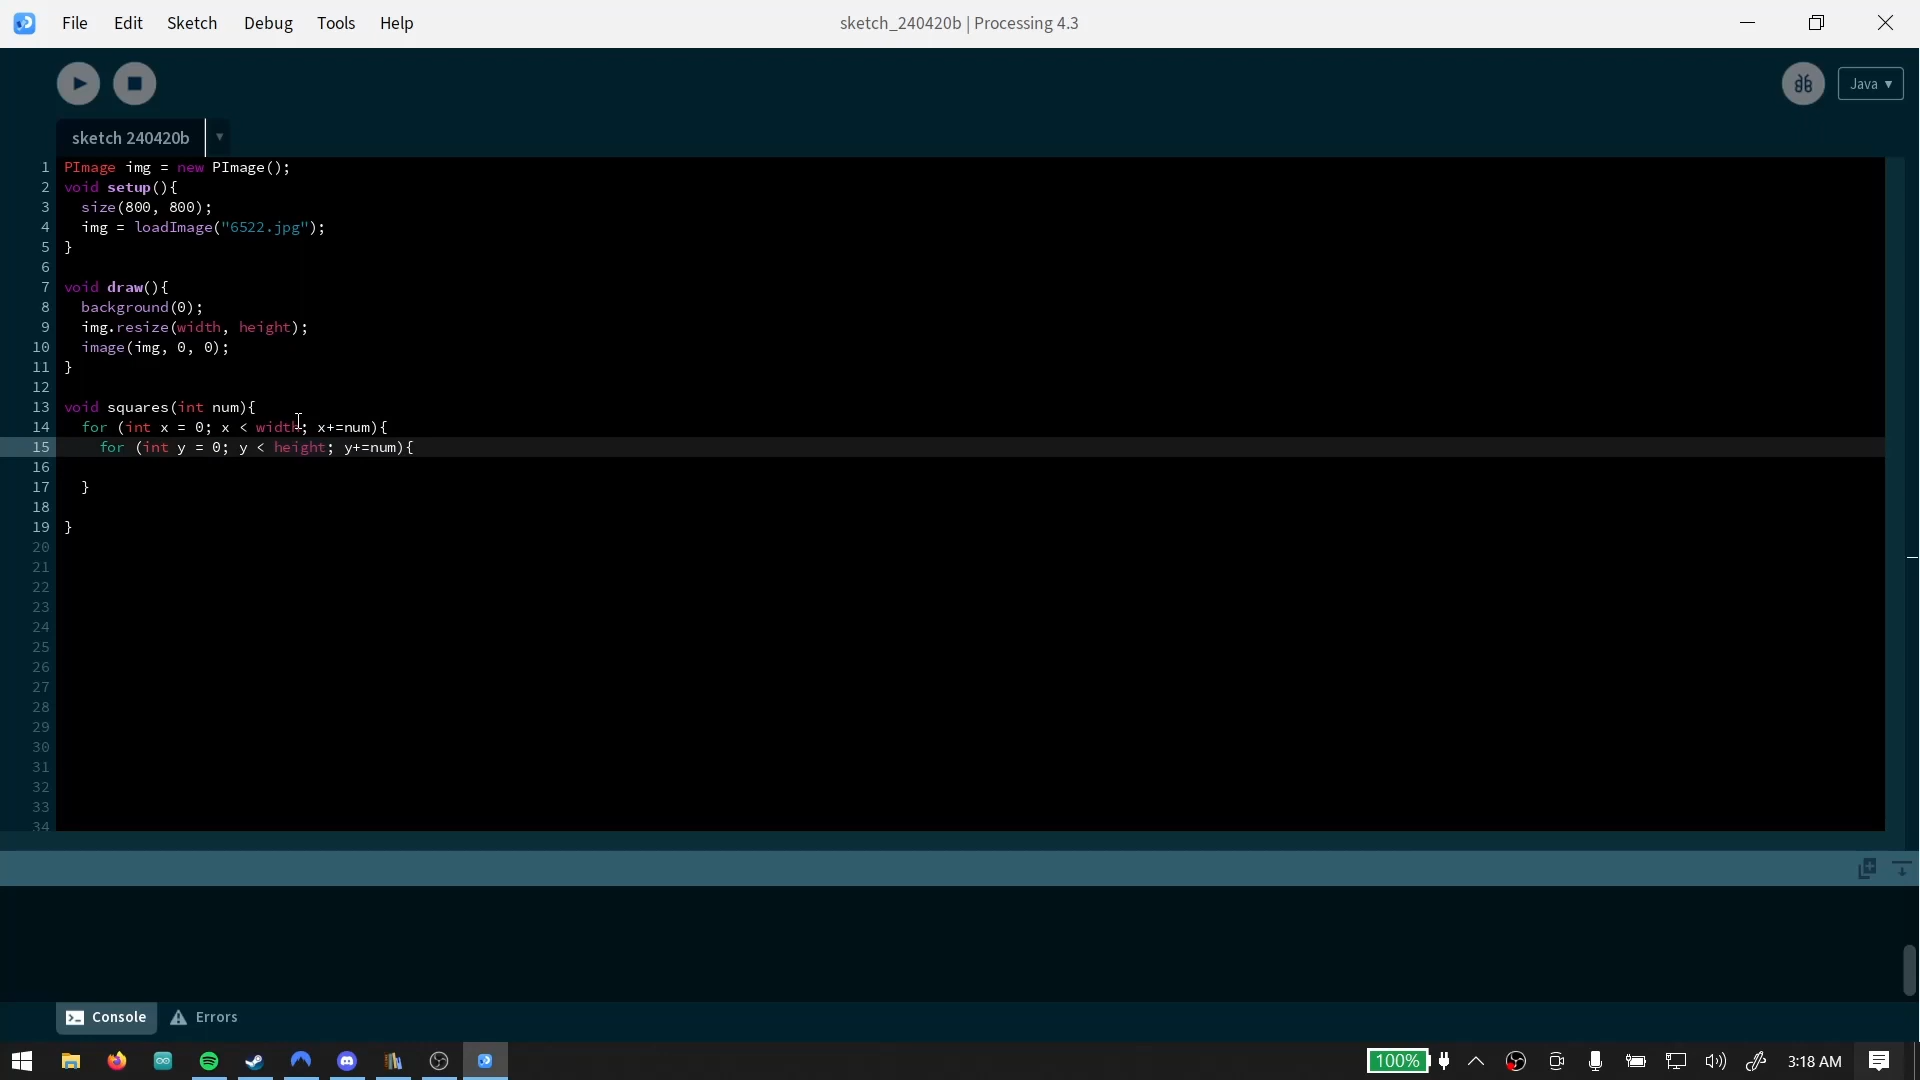 File Edit Sketch Debug Tools Help
sketch_240420b | Processing 4.3
Java ▾
sketch 240420b ▾
1 PImage img = new PImage();
2 void setup(){
3   size(800, 800);
4   img = loadImage("6522.jpg");
5 }
6
7 void draw(){
8   background(0);
9   img.resize(width, height);
10   image(img, 0, 0);
11 }
12
13 void squares(int num){
14   for (int x = 0; x < width; x+=num){
15     for (int y = 0; y < height; y+=num){
16
17   }
18
19 }
20
21
22
23
24
25
26
27
28
29
30
31
32
33
34
Console Errors
100% 3:18 AM